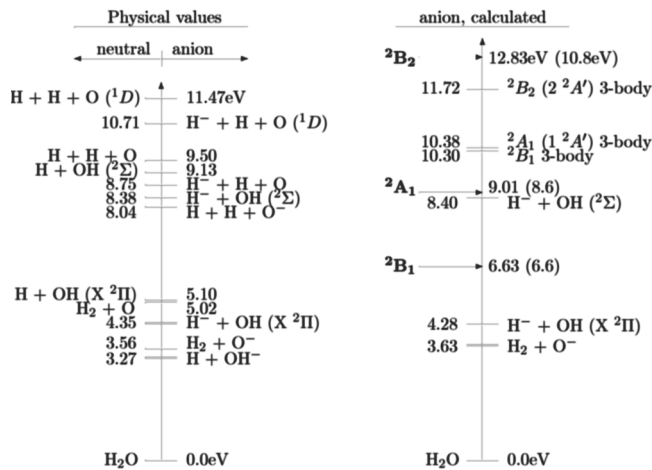 Physical values
neutral anion
H + H + O (¹D) 11.47eV
10.71 H⁻ + H + O (¹D)
H + H + O 9.50
H + OH (²Σ) 9.13
8.75 H⁻ + H + O
8.38 H⁻ + OH (²Σ)
8.04 H + H + O⁻
H + OH (X ²Π) 5.10
H₂ + O 5.02
4.35 H⁻ + OH (X ²Π)
3.56 H₂ + O⁻
3.27 H + OH⁻
H₂O 0.0eV
anion, calculated
²B₂ 12.83eV (10.8eV)
11.72 ²B₂ (2 ²A′) 3-body
10.38 ²A₁ (1 ²A′) 3-body
10.30 ²B₁ 3-body
²A₁ 9.01 (8.6)
8.40 H⁻ + OH (²Σ)
²B₁ 6.63 (6.6)
4.28 H⁻ + OH (X ²Π)
3.63 H₂ + O⁻
H₂O 0.0eV